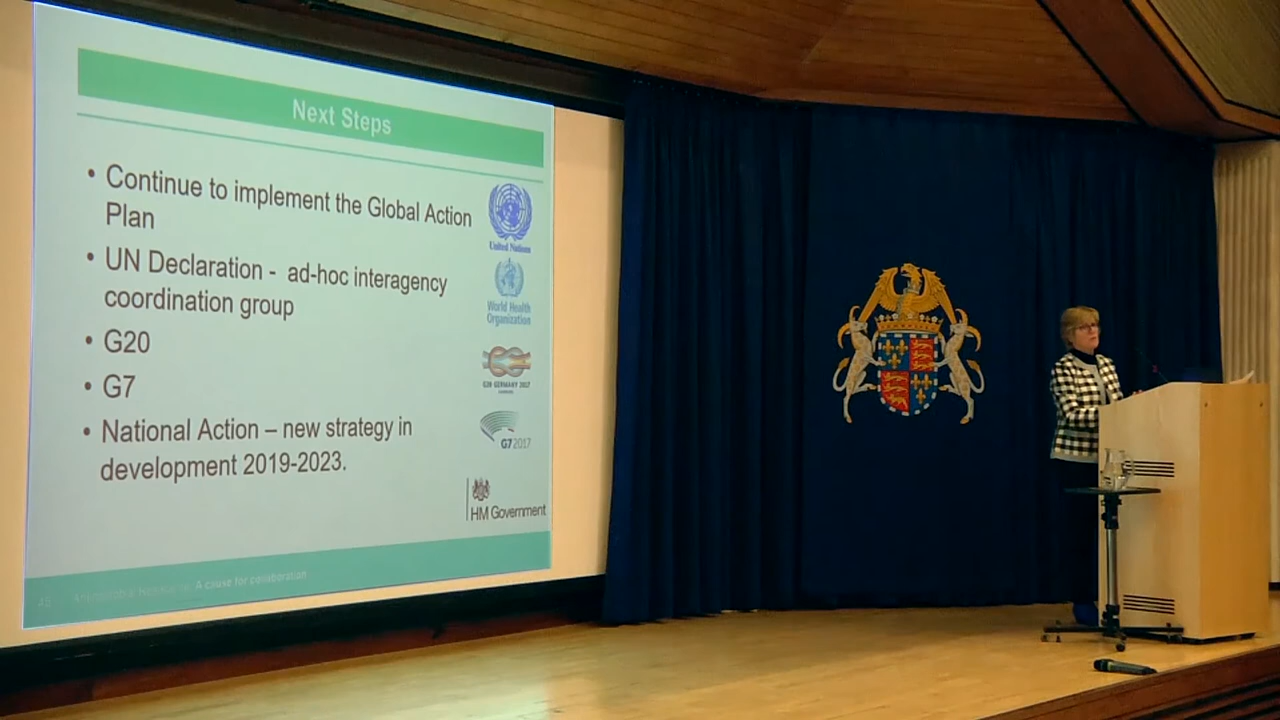 Next Steps
• Continue to implement the Global Action
Plan
• UN Declaration - ad-hoc interagency
coordination group
• G20
• G7
• National Action – new strategy in
development 2019-2023.
United Nations
World Health
Organization
G20 GERMANY 2017
G7 2017
HM Government
A cause for collaboration